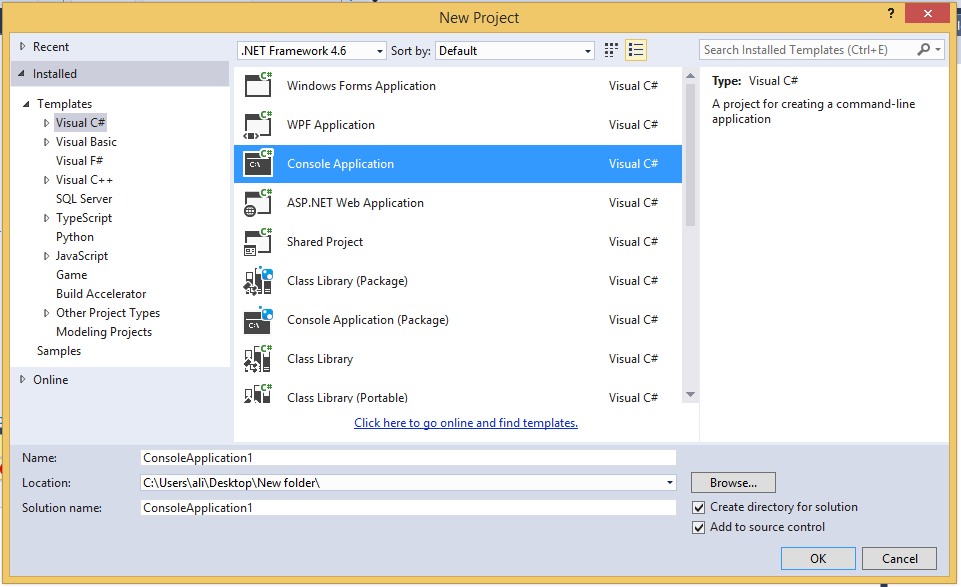 New Project
?
Recent
Installed
Templates
Visual C#
Visual Basic
Visual F#
Visual C++
SQL Server
TypeScript
Python
JavaScript
Game
Build Accelerator
Other Project Types
Modeling Projects
Samples
Online
.NET Framework 4.6 Sort by: Default
Search Installed Templates (Ctrl+E)
C# Windows Forms Application Visual C#
C# WPF Application Visual C#
C# C:\ Console Application Visual C#
C# ASP.NET Web Application Visual C#
C# Shared Project Visual C#
Class Library (Package) Visual C#
C:\ Console Application (Package) Visual C#
C# Class Library Visual C#
C# Class Library (Portable) Visual C#
Click here to go online and find templates.
Type: Visual C#
A project for creating a command-line
application
Name: ConsoleApplication1
Location: C:\Users\ali\Desktop\New folder\
Browse...
Solution name: ConsoleApplication1
Create directory for solution
Add to source control
OK Cancel